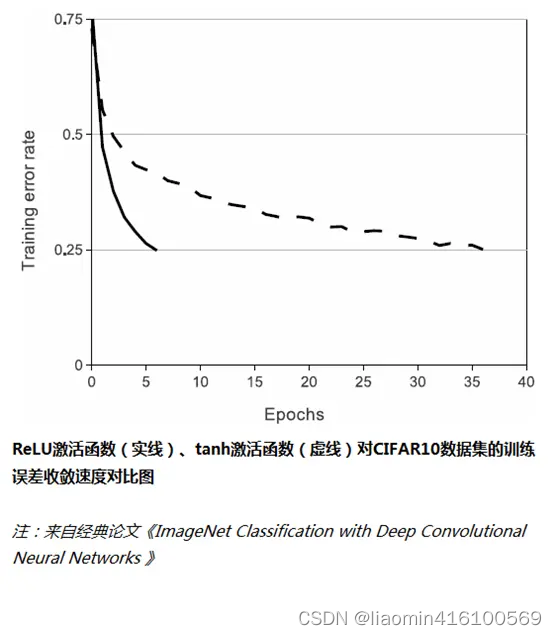 0.75
0.5
0.25
0
Training error rate
0 5 10 15 20 25 30 35 40
Epochs
ReLU激活函数（实线）、tanh激活函数（虚线）对CIFAR10数据集的训练
误差收敛速度对比图
注：来自经典论文《ImageNet Classification with Deep Convolutional
Neural Networks 》
CSDN @liaomin416100569